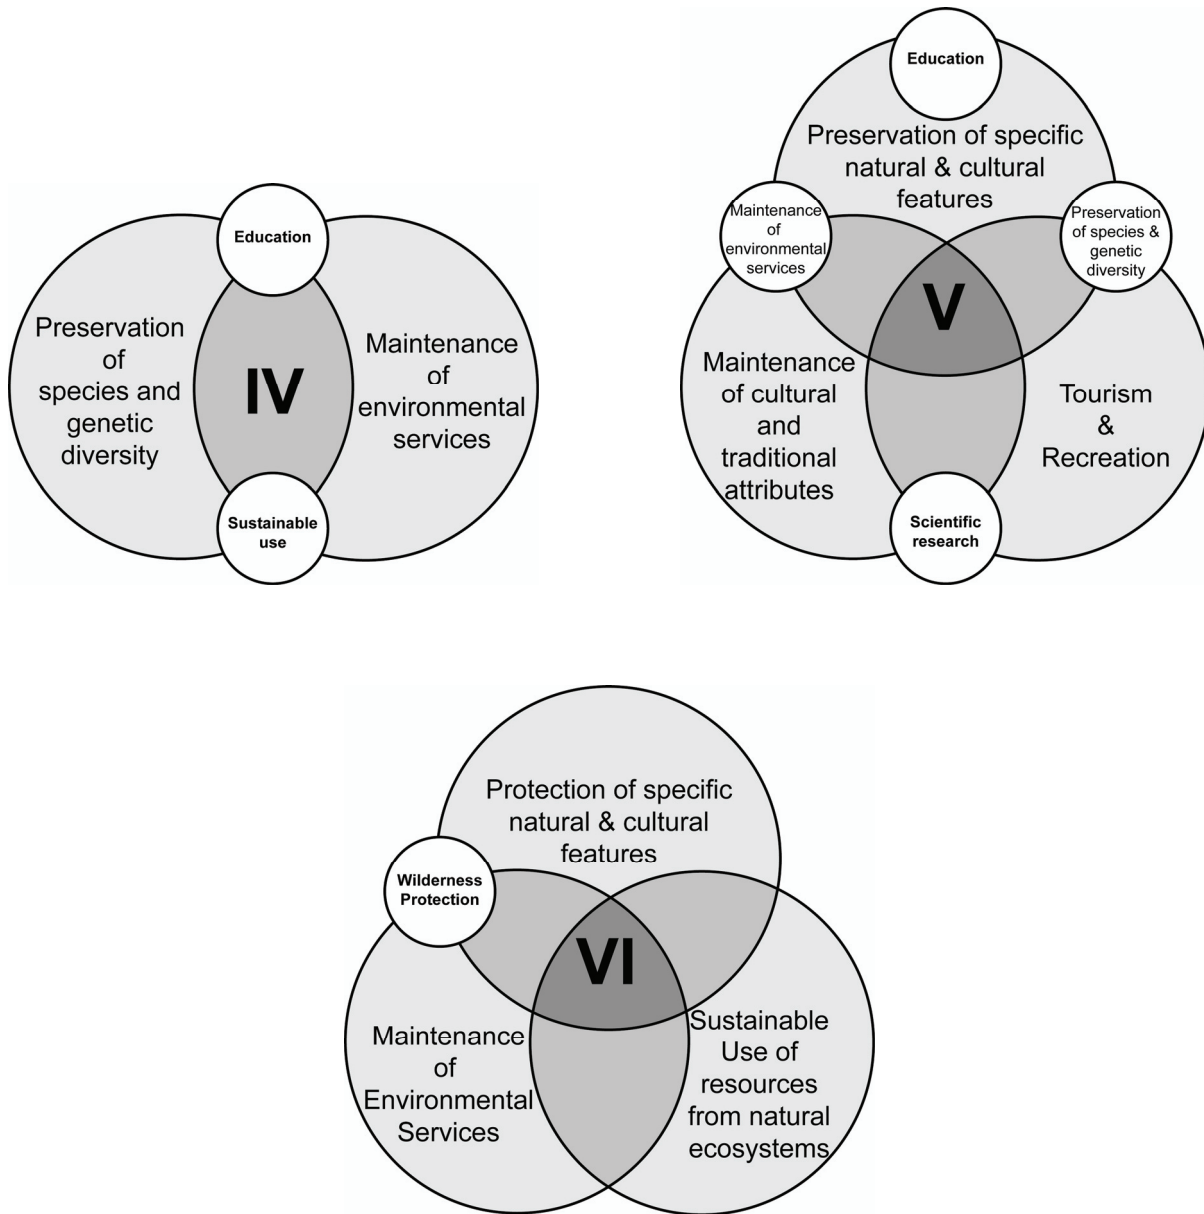 Education
Preservation
of
species and
genetic
diversity
IV
Maintenance
of
environmental
services
Sustainable
use
Education
Preservation of specific
natural & cultural
features
Maintenance
of
environmental
services
Preservation
of species &
genetic
diversity
V
Maintenance
of cultural
and
traditional
attributes
Tourism
&
Recreation
Scientific
research
Protection of specific
natural & cultural
features
Wilderness
Protection
VI
Maintenance
of
Environmental
Services
Sustainable
Use of
resources
from natural
ecosystems